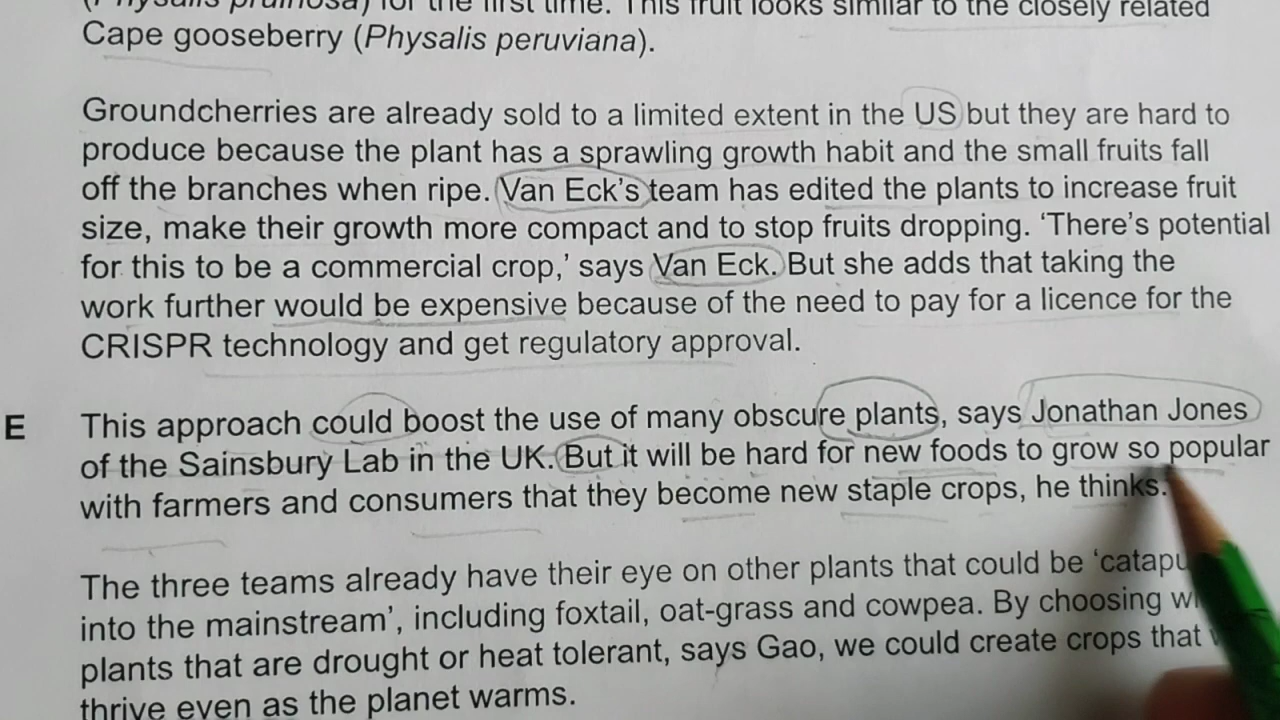 (Physalis pruinosa) for the first time. This fruit looks similar to the closely related
Cape gooseberry (Physalis peruviana).
Groundcherries are already sold to a limited extent in the US but they are hard to
produce because the plant has a sprawling growth habit and the small fruits fall
off the branches when ripe. Van Eck's team has edited the plants to increase fruit
size, make their growth more compact and to stop fruits dropping. ‘There's potential
for this to be a commercial crop,’ says Van Eck. But she adds that taking the
work further would be expensive because of the need to pay for a licence for the
CRISPR technology and get regulatory approval.
E This approach could boost the use of many obscure plants, says Jonathan Jones
of the Sainsbury Lab in the UK. But it will be hard for new foods to grow so popular
with farmers and consumers that they become new staple crops, he thinks.
The three teams already have their eye on other plants that could be
into the mainstream’, including foxtail, oat-grass and cowpea. By choosing
plants that are drought or heat tolerant, says Gao, we could create crops that
thrive even as the planet warms.